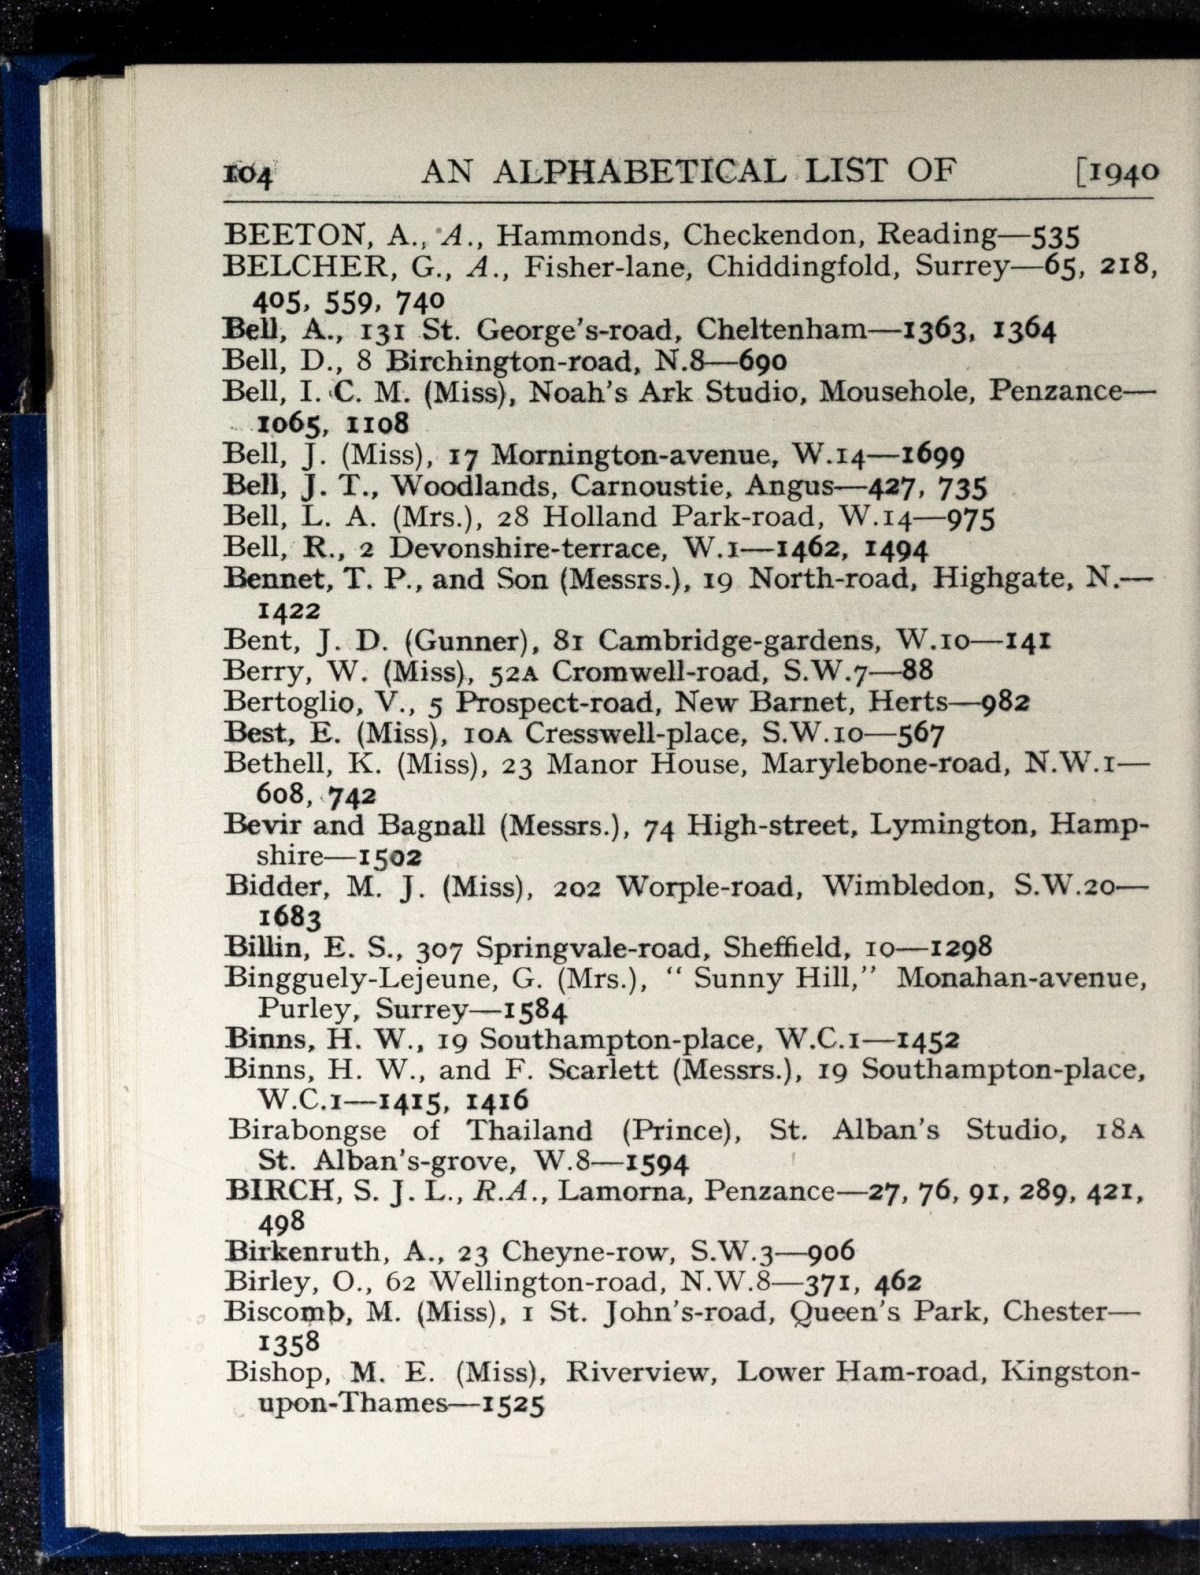 104 AN ALPHABETICAL LIST OF [1940
BEETON, A., A., Hammonds, Checkendon, Reading—535
BELCHER, G., A., Fisher-lane, Chiddingfold, Surrey—65, 218,
405, 559, 740
Bell, A., 131 St. George's-road, Cheltenham—1363, 1364
Bell, D., 8 Birchington-road, N.8—690
Bell, I. C. M. (Miss), Noah's Ark Studio, Mousehole, Penzance—
1065, 1108
Bell, J. (Miss), 17 Mornington-avenue, W.14—1699
Bell, J. T., Woodlands, Carnoustie, Angus—427, 735
Bell, L. A. (Mrs.), 28 Holland Park-road, W.14—975
Bell, R., 2 Devonshire-terrace, W.1—1462, 1494
Bennet, T. P., and Son (Messrs.), 19 North-road, Highgate, N.—
1422
Bent, J. D. (Gunner), 81 Cambridge-gardens, W.10—141
Berry, W. (Miss), 52A Cromwell-road, S.W.7—88
Bertoglio, V., 5 Prospect-road, New Barnet, Herts—982
Best, E. (Miss), 10A Cresswell-place, S.W.10—567
Bethell, K. (Miss), 23 Manor House, Marylebone-road, N.W.1—
608, 742
Bevir and Bagnall (Messrs.), 74 High-street, Lymington, Hamp-
shire—1502
Bidder, M. J. (Miss), 202 Worple-road, Wimbledon, S.W.20—
1683
Billin, E. S., 307 Springvale-road, Sheffield, 10—1298
Bingguely-Lejeune, G. (Mrs.), “ Sunny Hill,” Monahan-avenue,
Purley, Surrey—1584
Binns, H. W., 19 Southampton-place, W.C.1—1452
Binns, H. W., and F. Scarlett (Messrs.), 19 Southampton-place,
W.C.1—1415, 1416
Birabongse of Thailand (Prince), St. Alban's Studio, 18A
St. Alban's-grove, W.8—1594
BIRCH, S. J. L., R.A., Lamorna, Penzance—27, 76, 91, 289, 421,
498
Birkenruth, A., 23 Cheyne-row, S.W.3—906
Birley, O., 62 Wellington-road, N.W.8—371, 462
Biscomb, M. (Miss), 1 St. John's-road, Queen's Park, Chester—
1358
Bishop, M. E. (Miss), Riverview, Lower Ham-road, Kingston-
upon-Thames—1525